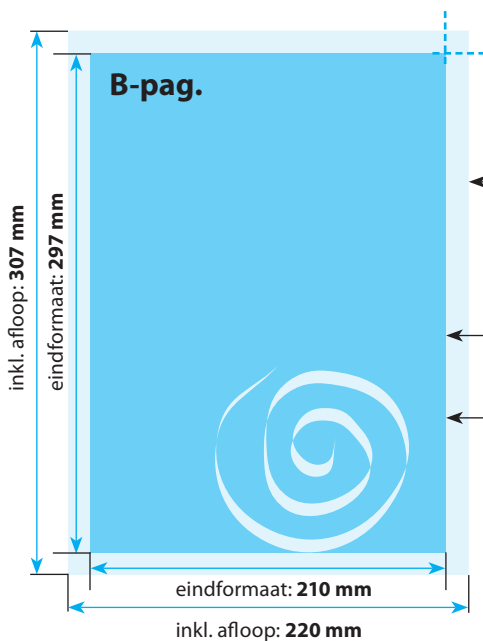 B-pag.
inkl. afloop: 307 mm
eindformaat: 297 mm
eindformaat: 210 mm
inkl. afloop: 220 mm